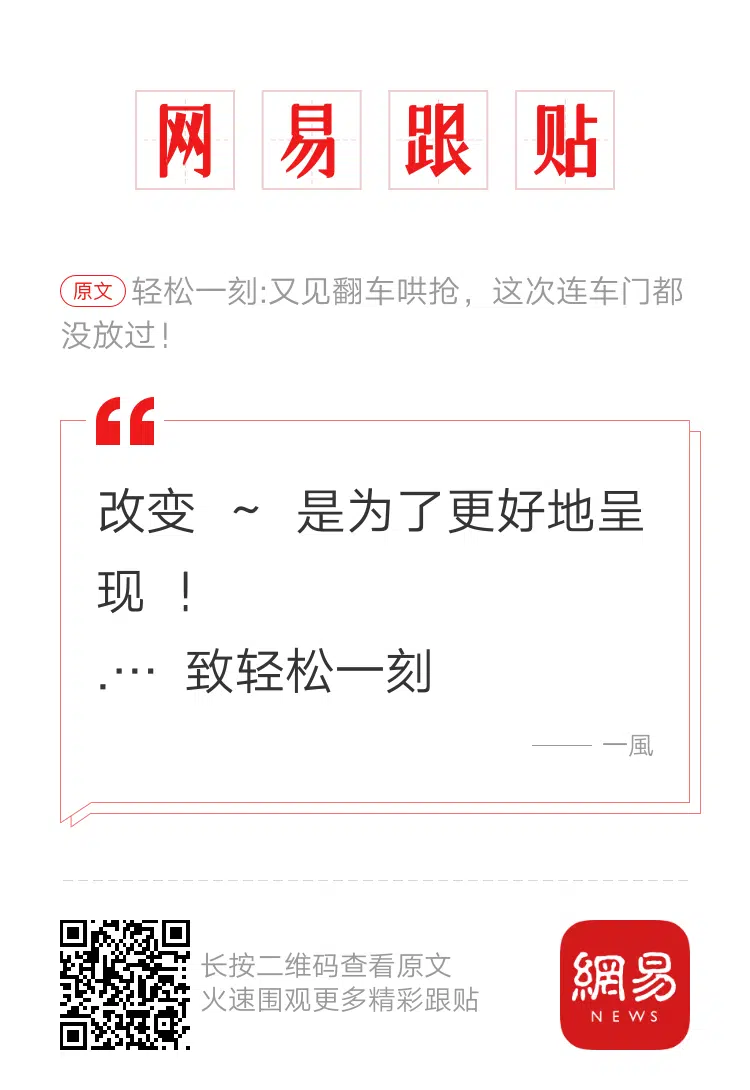 网易跟贴
原文 轻松一刻:又见翻车哄抢，这次连车门都
没放过！
改变 ~ 是为了更好地呈
现 ！
.… 致轻松一刻
—— 一風
长按二维码查看原文
火速围观更多精彩跟贴
網易
NEWS